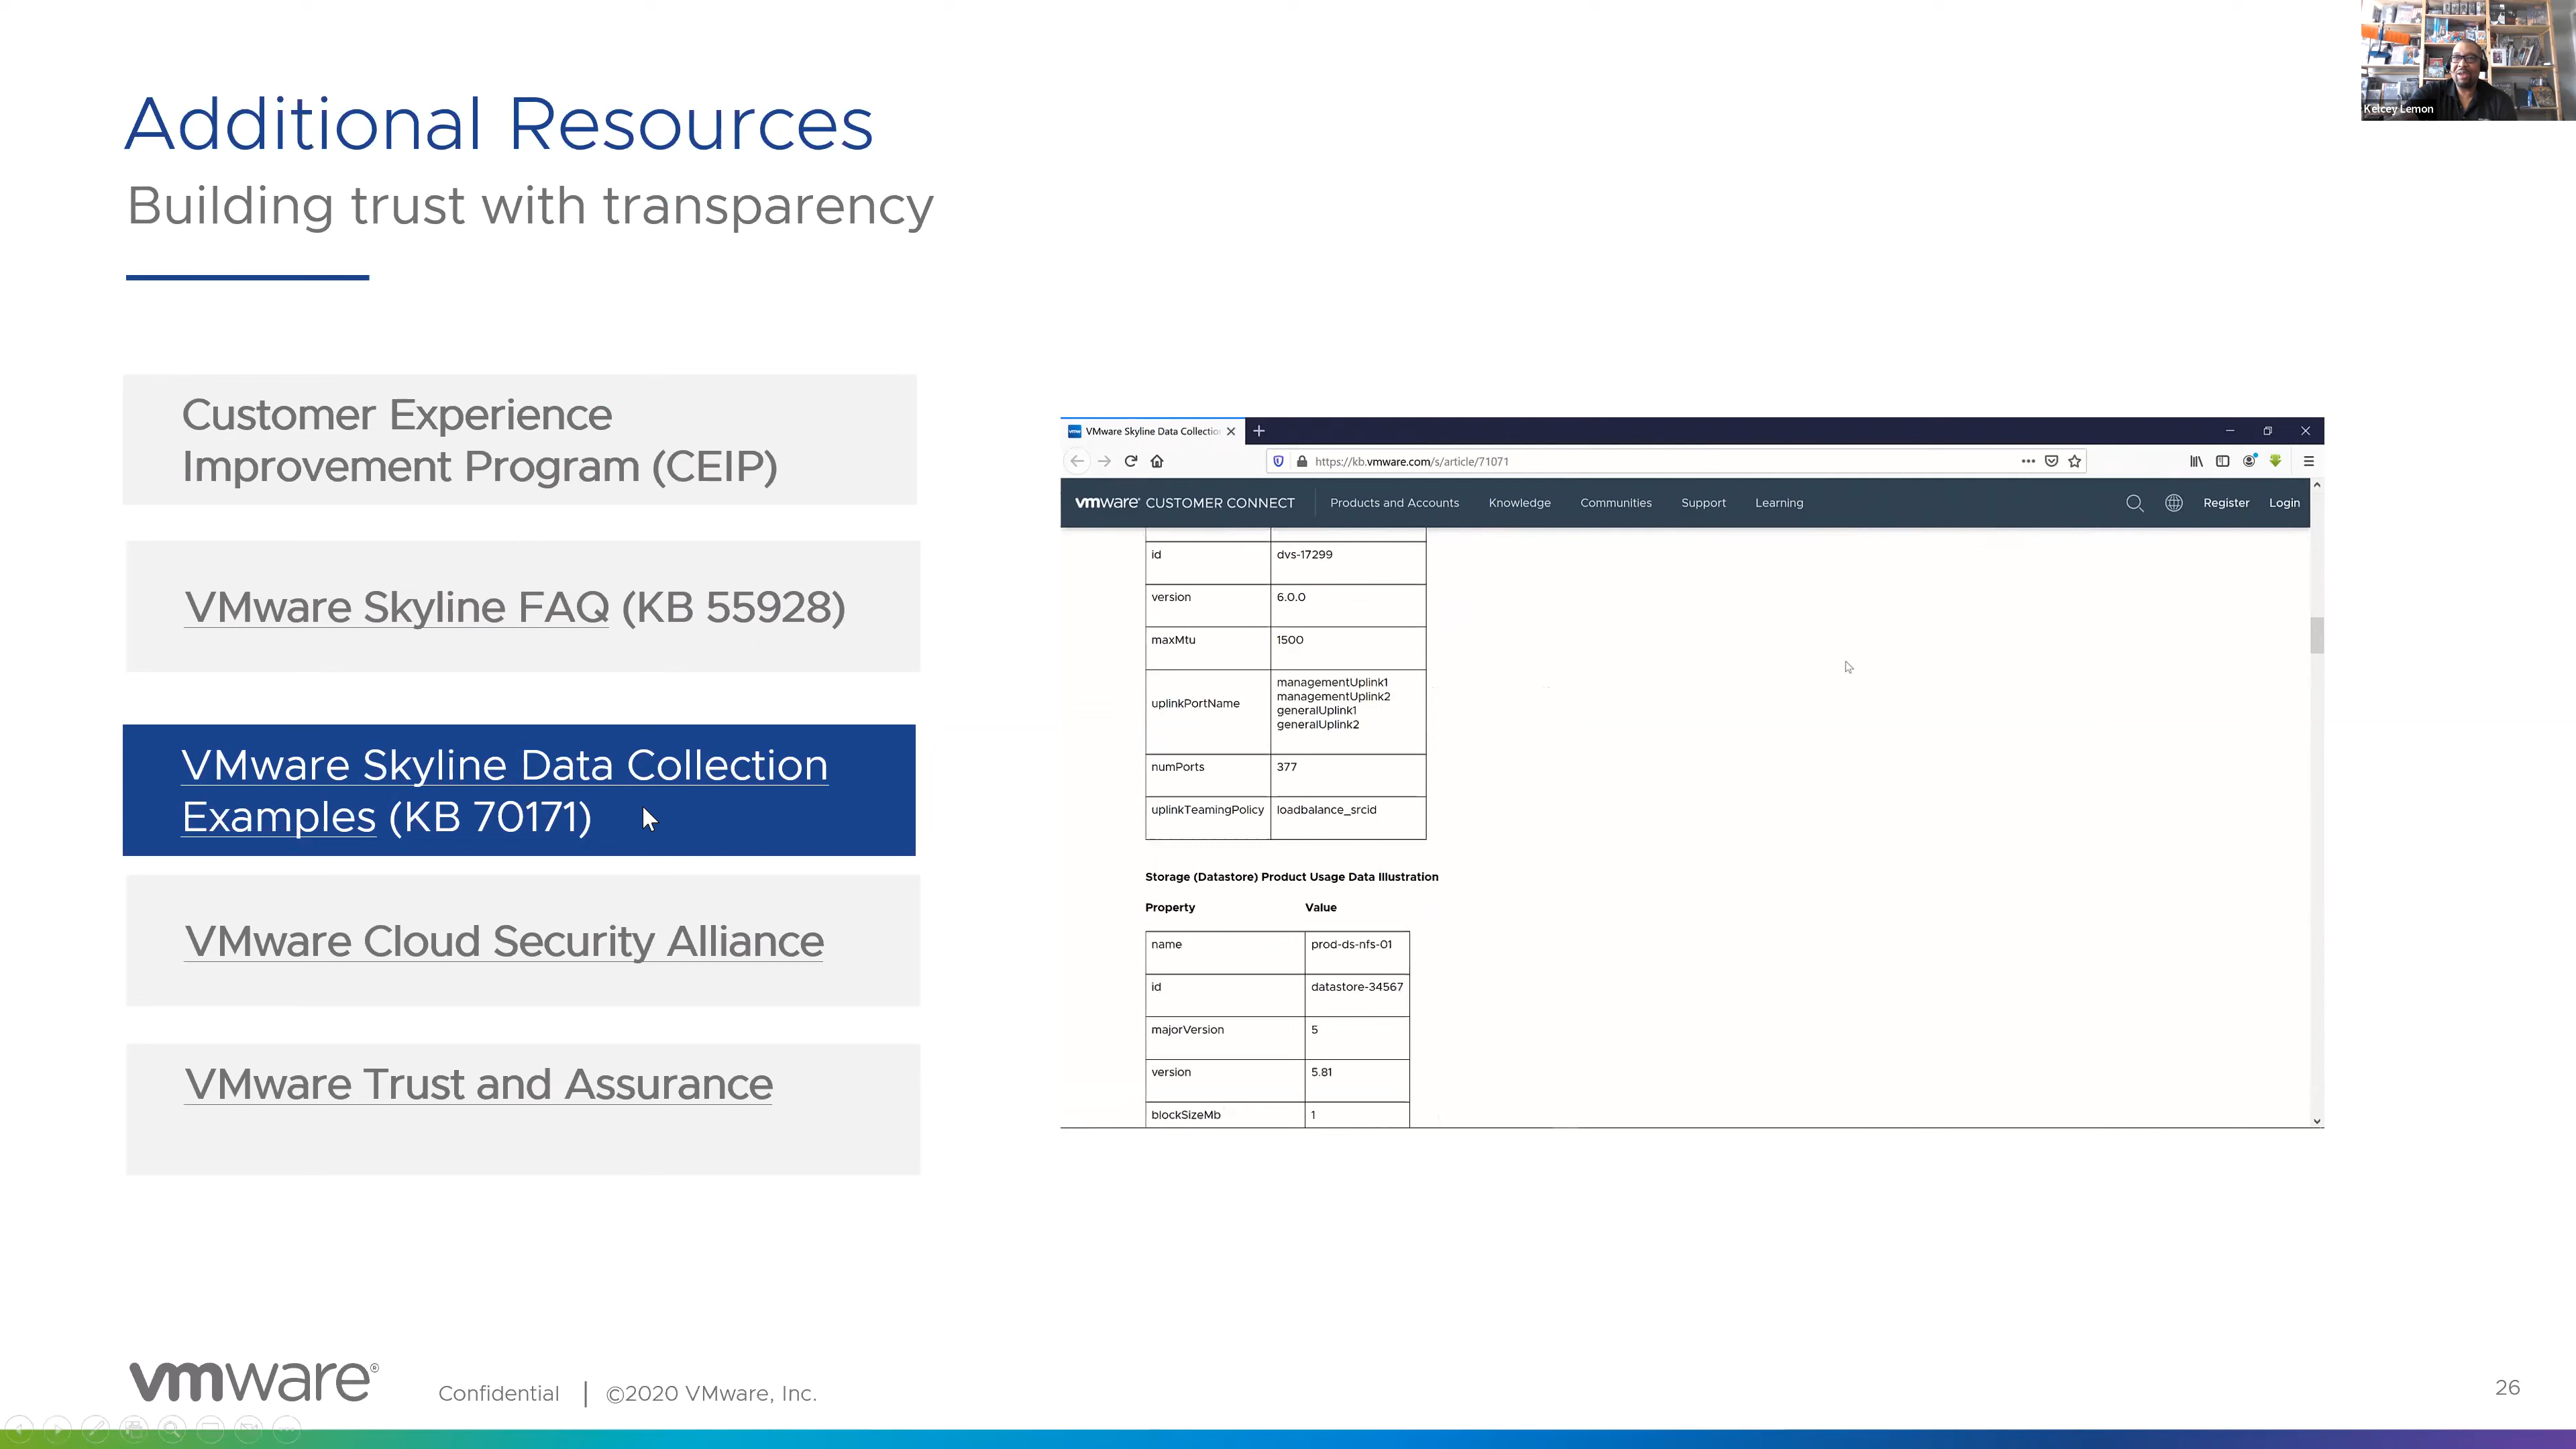 Kelcey Lemon
Additional Resources
Building trust with transparency
Customer Experience
Improvement Program (CEIP)
VMware Skyline FAQ (KB 55928)
VMware Skyline Data Collection
Examples (KB 70171)
VMware Cloud Security Alliance
VMware Trust and Assurance
VMware Skyline Data Collectio
https://kb.vmware.com/s/article/71071
vmware® CUSTOMER CONNECT
Products and Accounts
Knowledge
Communities
Support
Learning
Register
Login
id dvs-17299
version 6.0.0
maxMtu 1500
uplinkPortName managementUplink1
managementUplink2
generalUplink1
generalUplink2
numPorts 377
uplinkTeamingPolicy loadbalance_srcid
Storage (Datastore) Product Usage Data Illustration
Property Value
name prod-ds-nfs-01
id datastore-34567
majorVersion 5
version 5.81
blockSizeMb 1
vmware®
Confidential | ©2020 VMware, Inc.
26